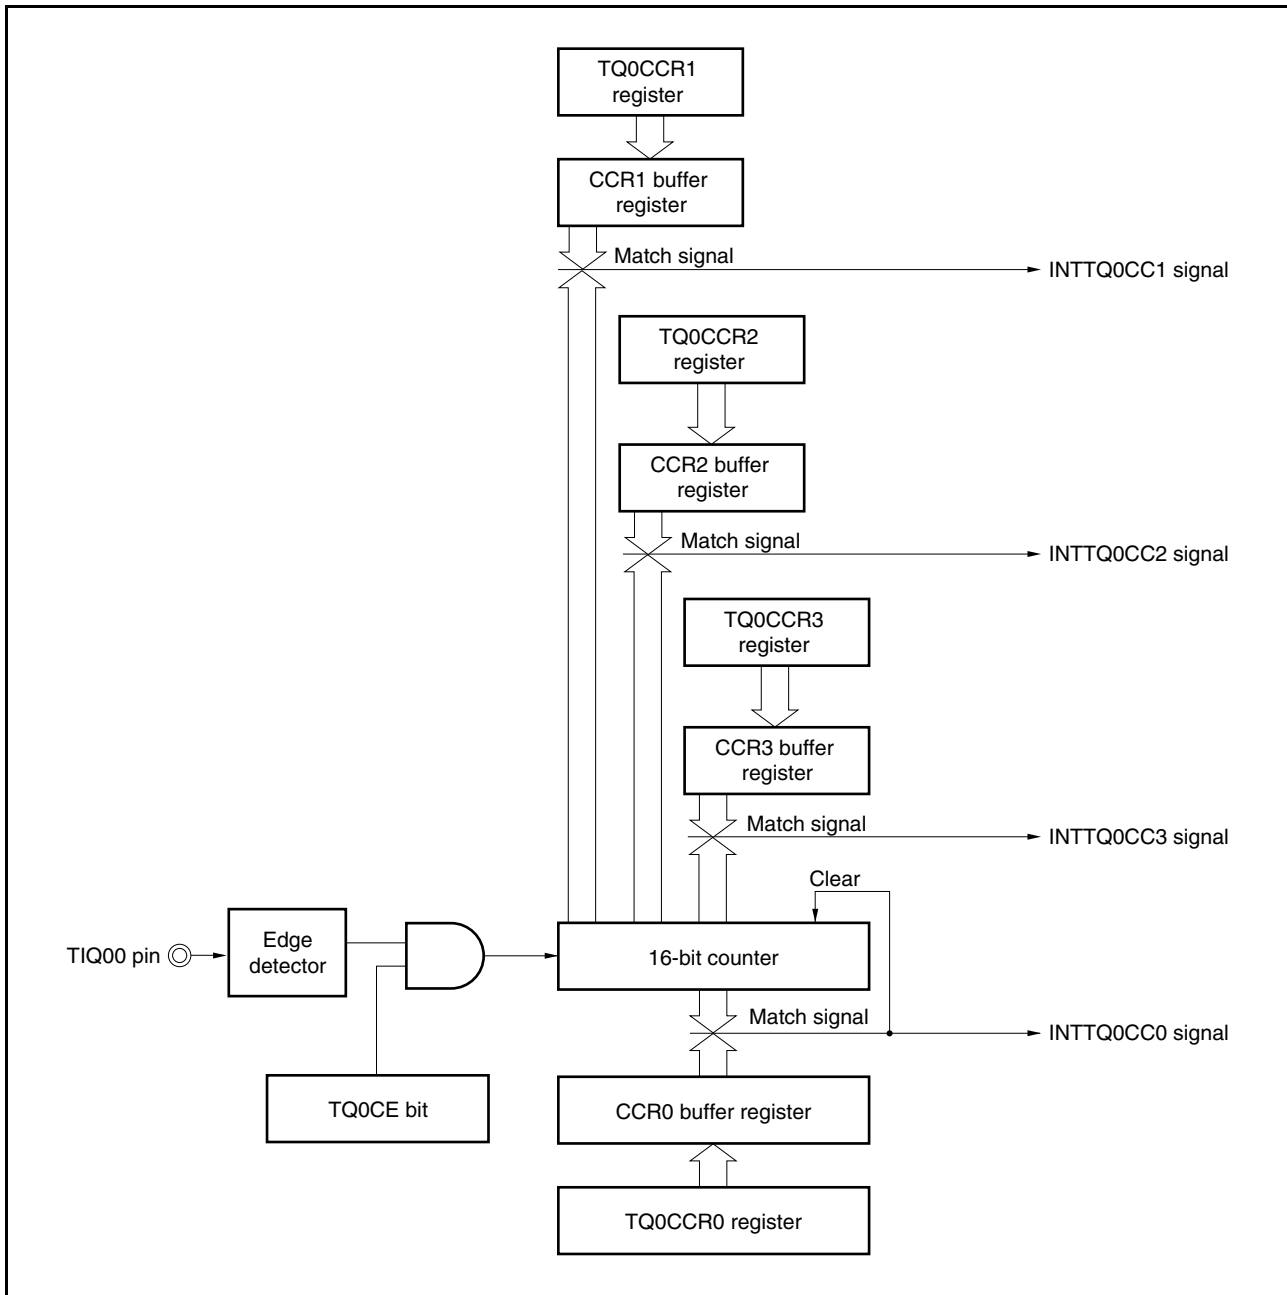 TQ0CCR1
register
CCR1 buffer
register
Match signal
INTTQ0CC1 signal
TQ0CCR2
register
CCR2 buffer
register
Match signal
INTTQ0CC2 signal
TQ0CCR3
register
CCR3 buffer
register
Match signal
INTTQ0CC3 signal
Clear
TIQ00 pin
Edge
detector
16-bit counter
Match signal
INTTQ0CC0 signal
TQ0CE bit
CCR0 buffer register
TQ0CCR0 register